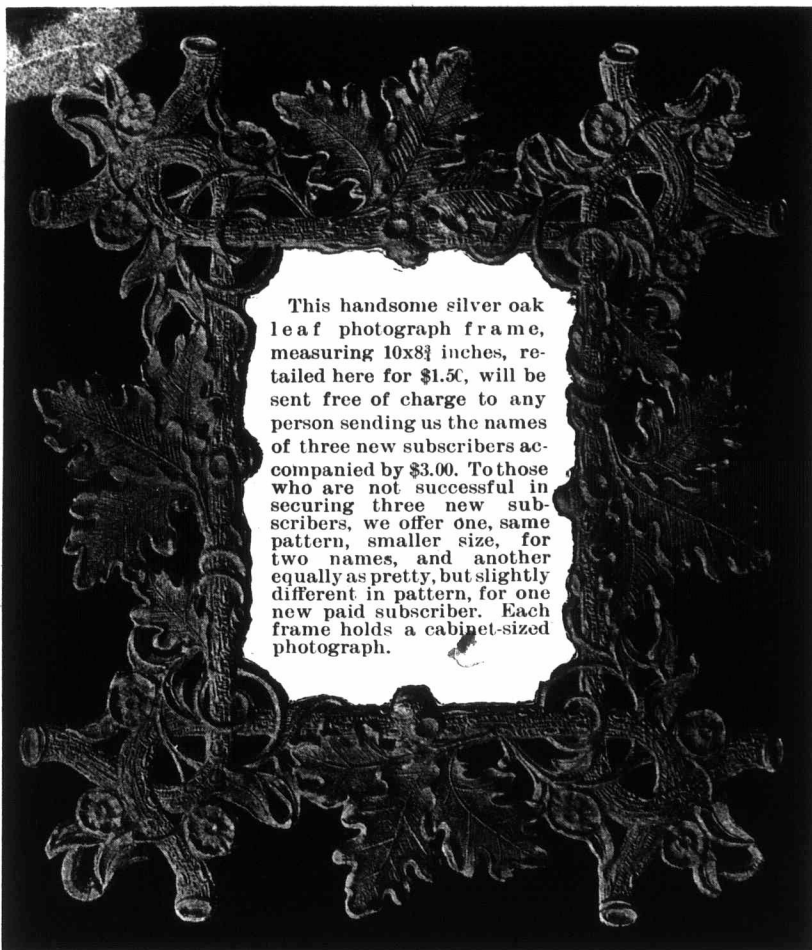 This handsome silver oak
leaf photograph frame,
measuring 10x8¾ inches, re-
tailed here for $1.50, will be
sent free of charge to any
person sending us the names
of three new subscribers ac-
companied by $3.00. To those
who are not successful in
securing three new sub-
scribers, we offer one, same
pattern, smaller size, for
two names, and another
equally as pretty, but slightly
different in pattern, for one
new paid subscriber. Each
frame holds a cabinet-sized
photograph.